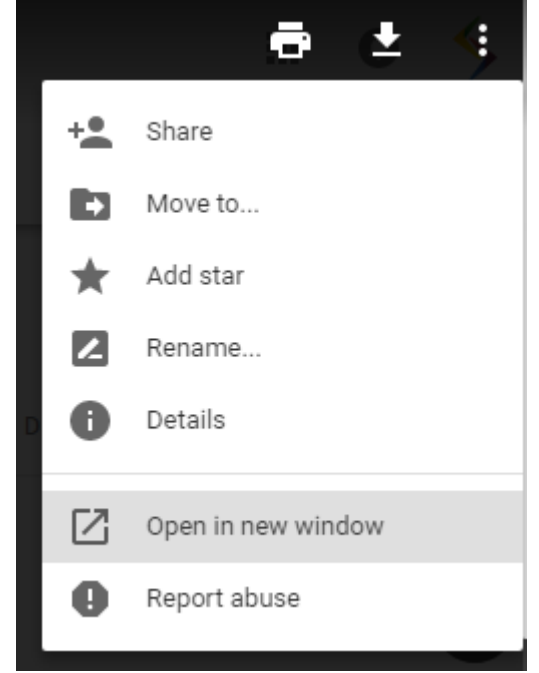 Share
Move to...
Add star
Rename...
Details
Open in new window
Report abuse